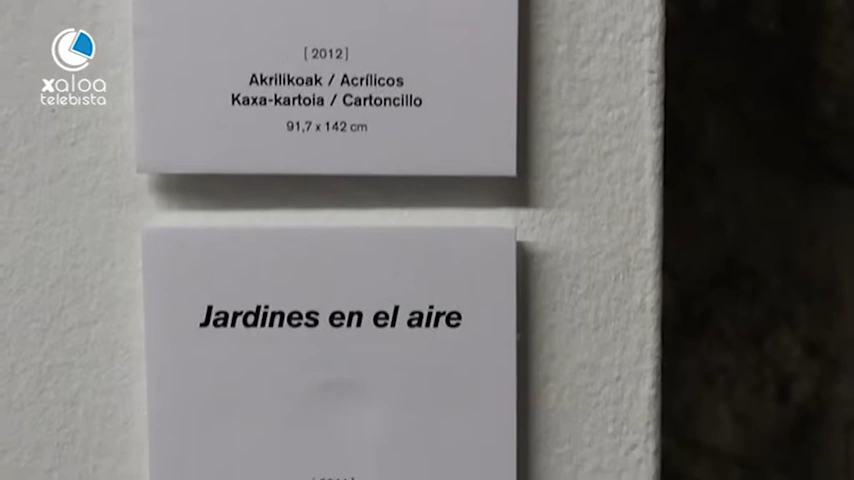 xaloa
telebista
[2012]
Akrilikoak / Acrílicos
Kaxa-kartoia / Cartoncillo
91,7 x 142 cm
Jardines en el aire